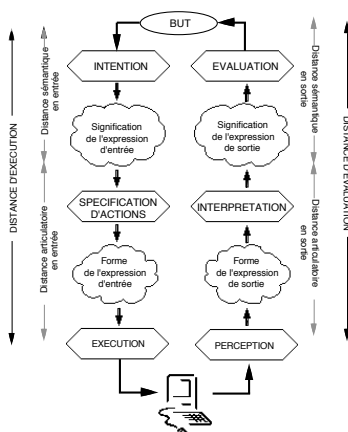 BUT
INTENTION
EVALUATION
Signification
de l'expression
d'entrée
Signification
de l'expression
de sortie
SPECIFICATION
D'ACTIONS
INTERPRETATION
Forme
de l'expression
d'entrée
Forme
de l'expression
de sortie
EXECUTION
PERCEPTION
DISTANCE D'EXECUTION
Distance sémantique
en entrée
Distance articulatoire
en entrée
Distance sémantique
en sortie
Distance articulatoire
en sortie
DISTANCE D'EVALUATION